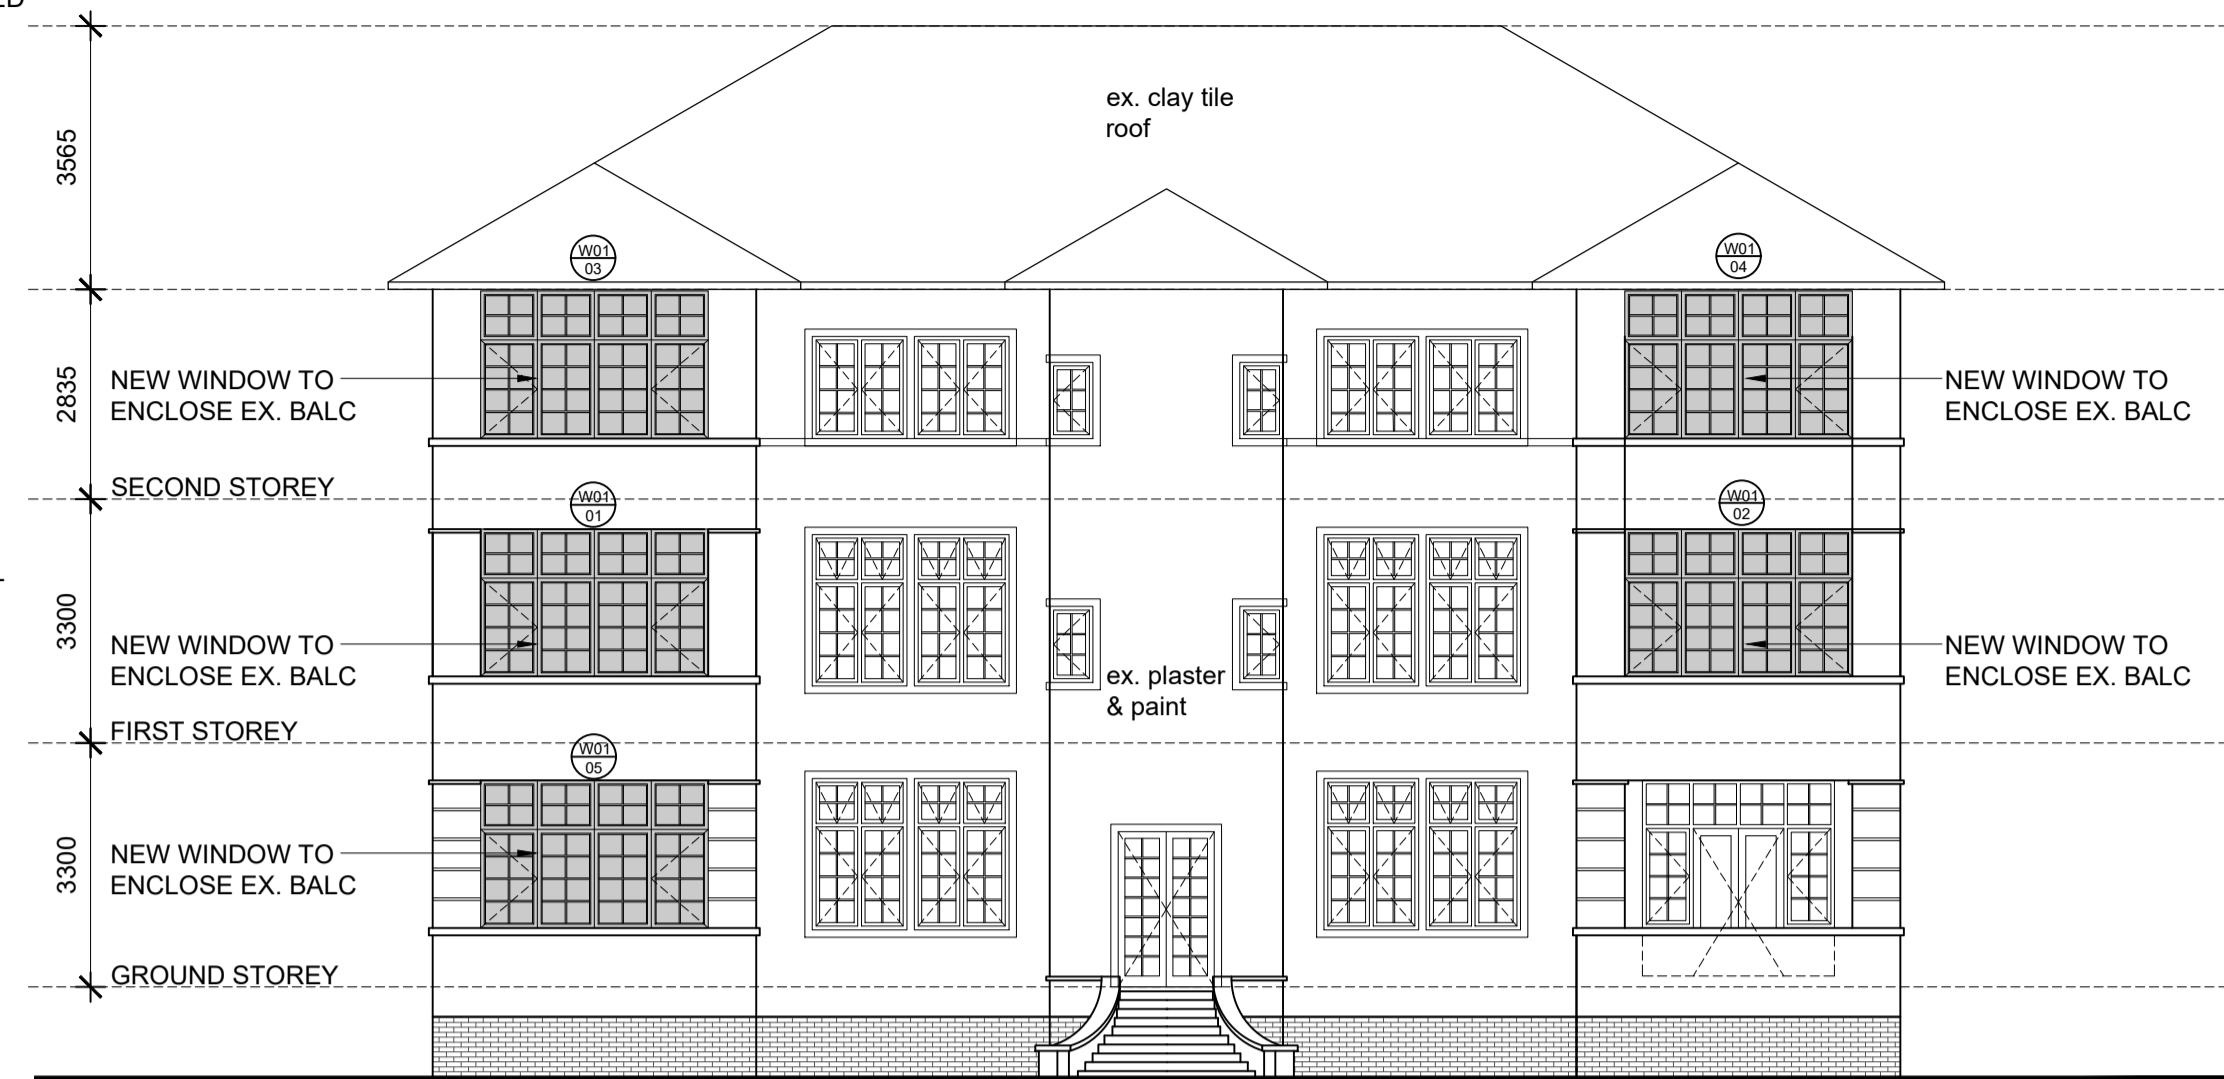 ex. clay tile
roof
3565
W01
03
W01
04
2835
NEW WINDOW TO
ENCLOSE EX. BALC
NEW WINDOW TO
ENCLOSE EX. BALC
SECOND STOREY
W01
01
W01
02
3300
NEW WINDOW TO
ENCLOSE EX. BALC
ex. plaster
& paint
NEW WINDOW TO
ENCLOSE EX. BALC
FIRST STOREY
W01
05
3300
NEW WINDOW TO
ENCLOSE EX. BALC
GROUND STOREY